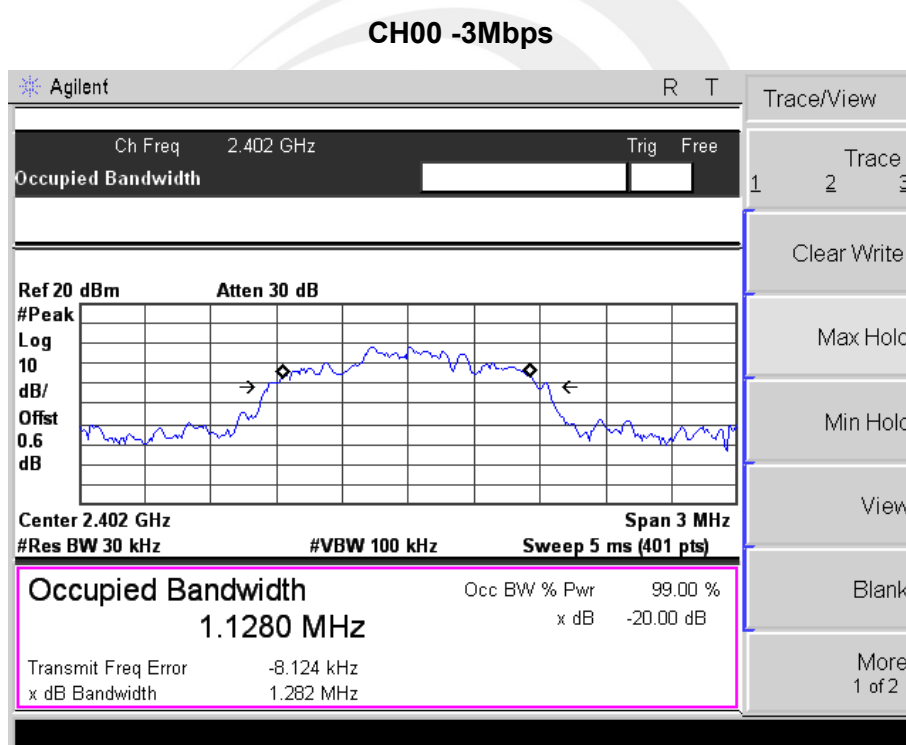 CH00 -3Mbps
Agilent R T
Trace/View
Ch Freq 2.402 GHz Trig Free
Occupied Bandwidth
Trace
1 2 3
Clear Write
Max Hold
Min Hold
View
Blank
More
1 of 2
Ref 20 dBm Atten 30 dB
#Peak
Log
10
dB/
Offst
0.6
dB
Center 2.402 GHz Span 3 MHz
#Res BW 30 kHz #VBW 100 kHz Sweep 5 ms (401 pts)
Occupied Bandwidth
1.1280 MHz
Occ BW % Pwr 99.00 %
x dB -20.00 dB
Transmit Freq Error -8.124 kHz
x dB Bandwidth 1.282 MHz